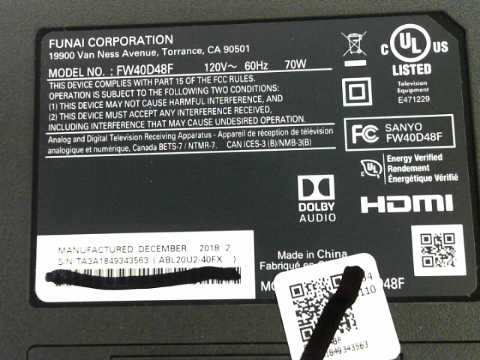 FUNAI CORPORATION
19900 Van Ness Avenue, Torrance, CA 90501
MODEL NO. : FW40D48F 120V~ 60Hz 70W
THIS DEVICE COMPLIES WITH PART 15 OF THE FCC RULES.
OPERATION IS SUBJECT TO THE FOLLOWING TWO CONDITIONS:
(1) THIS DEVICE MAY NOT CAUSE HARMFUL INTERFERENCE, AND
(2) THIS DEVICE MUST ACCEPT ANY INTERFERENCE RECEIVED,
INCLUDING INTERFERENCE THAT MAY CAUSE UNDESIRED OPERATION.
Analog and Digital Television Receiving Apparatus - Appareil de réception de télévision
analogique et numérique, Canada BETS-7 / NTMR-7. CAN ICES-3 (B)/NMB-3(B)
C UL US
LISTED
Television
Equipment
E471229
FC SANYO
FW40D48F
UL Energy Verified
Rendement
Énergétique Vérifié
DOLBY
AUDIO
HDMI
MANUFACTURED DECEMBER 2018 2
S/N TA3A1849343563 ( ABL20U2-40FX )
Made in China
Fabriqué en
48F
34
110
8F
1849343563